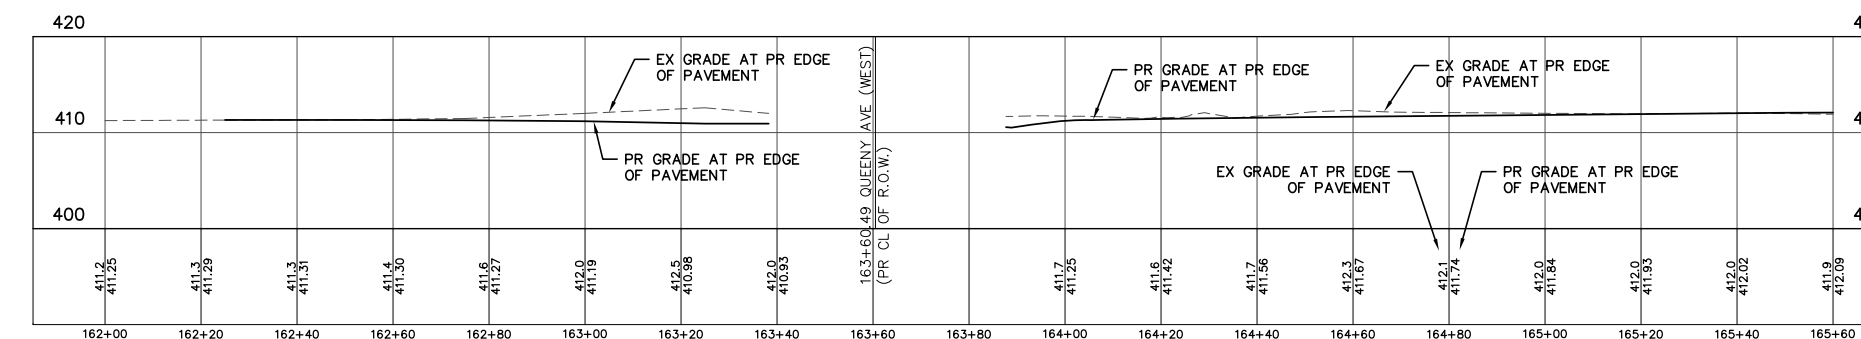 420
4
EX GRADE AT PR EDGE
OF PAVEMENT
PR GRADE AT PR EDGE
OF PAVEMENT
EX GRADE AT PR EDGE
OF PAVEMENT
410
4
PR GRADE AT PR EDGE
OF PAVEMENT
163+60.49 QUEENY AVE (WEST)
(PR CL OF R.O.W.)
EX GRADE AT PR EDGE
OF PAVEMENT
PR GRADE AT PR EDGE
OF PAVEMENT
400
4
411.2
411.25
411.3
411.29
411.3
411.31
411.4
411.30
411.6
411.27
412.0
411.19
412.5
410.98
412.0
410.93
411.7
411.25
411.6
411.42
411.7
411.56
412.3
411.67
412.1
411.74
412.0
411.84
412.0
411.93
412.0
412.02
411.9
412.09
162+00 162+20 162+40 162+60 162+80 163+00 163+20 163+40 163+60 163+80 164+00 164+20 164+40 164+60 164+80 165+00 165+20 165+40 165+60